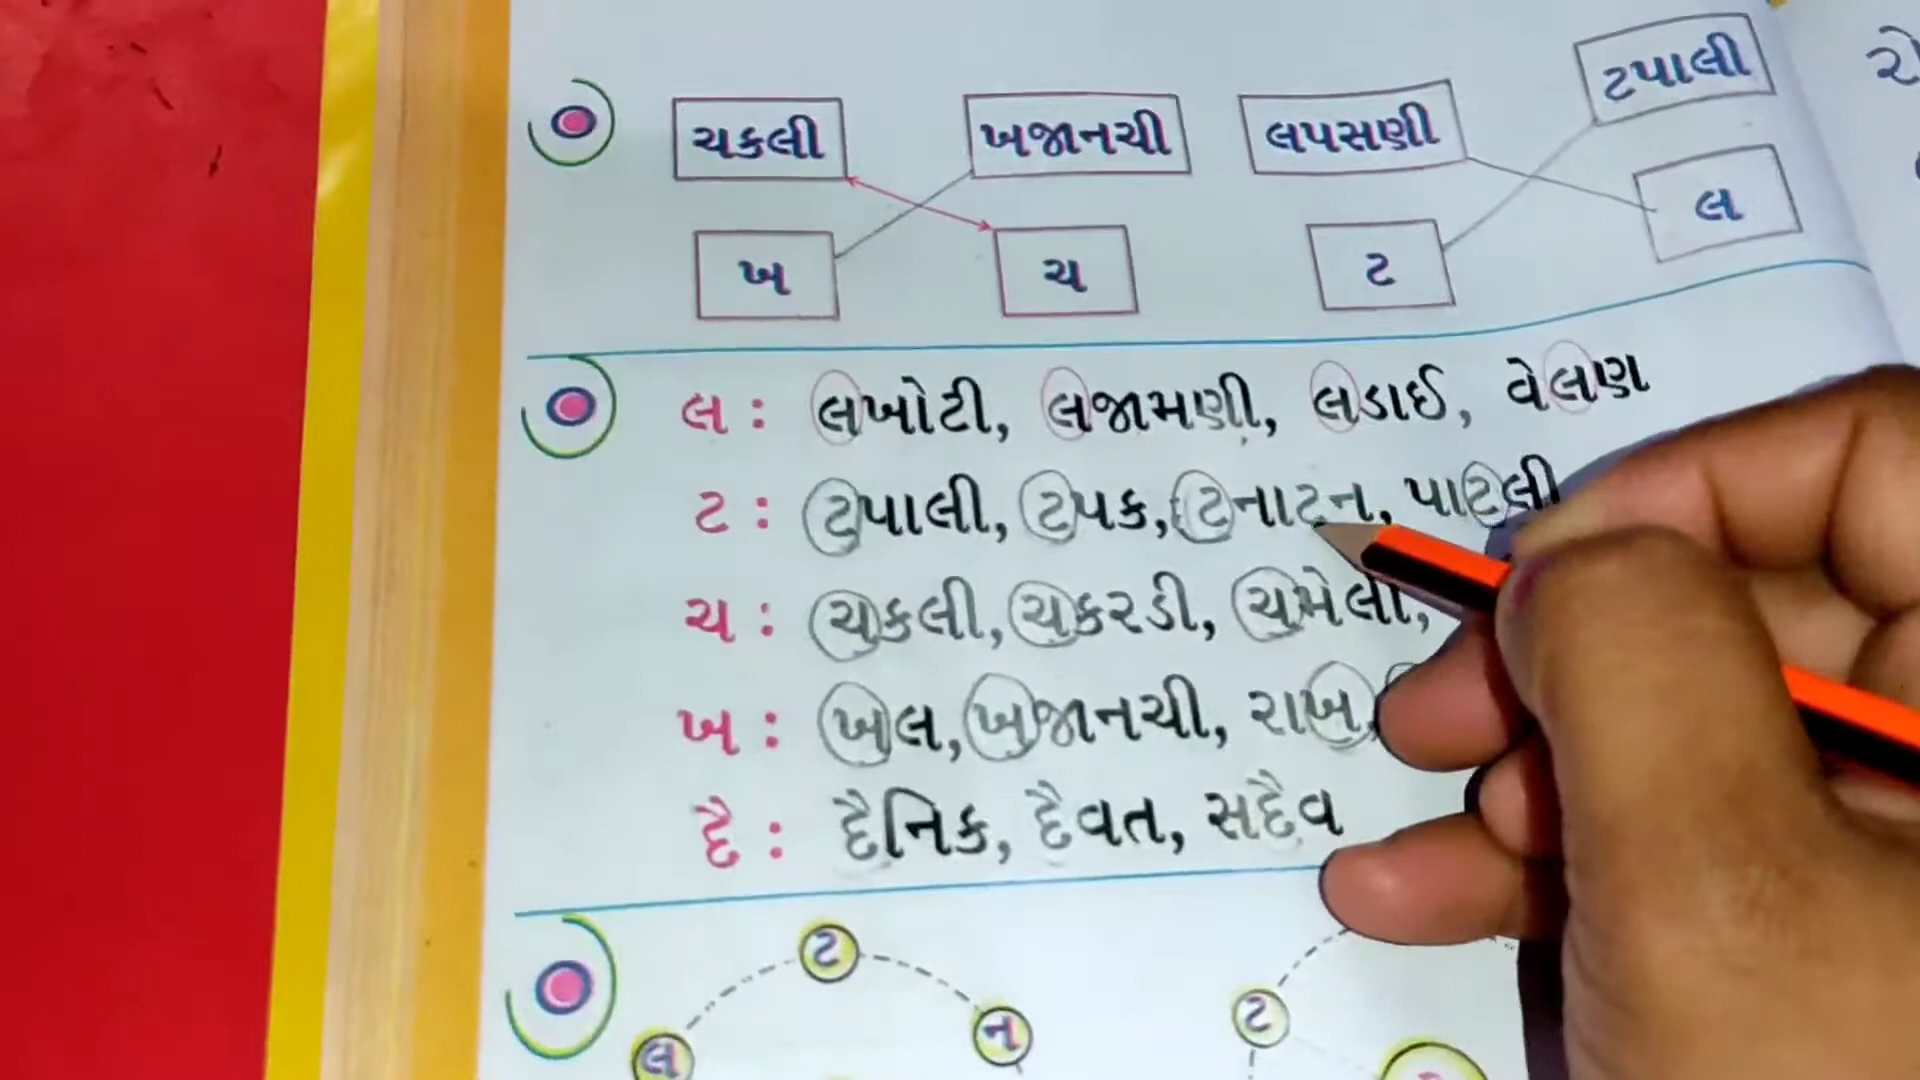 ચકલી ખજાનચી લપસણી ટપાલી
ખ ચ ટ લ
લ : લખોટી, લજામણી, લડાઈ, વેલણ
ટ : ટપાલી, ટપક, ટનાટન, પાટલી
ચ : ચકલી, ચકરડી, ચમેલી,
ખ : ખલ, ખજાનચી, રાખ,
દૈ : દૈનિક, દૈવત, સદૈવ
ટ
લ ન ટ